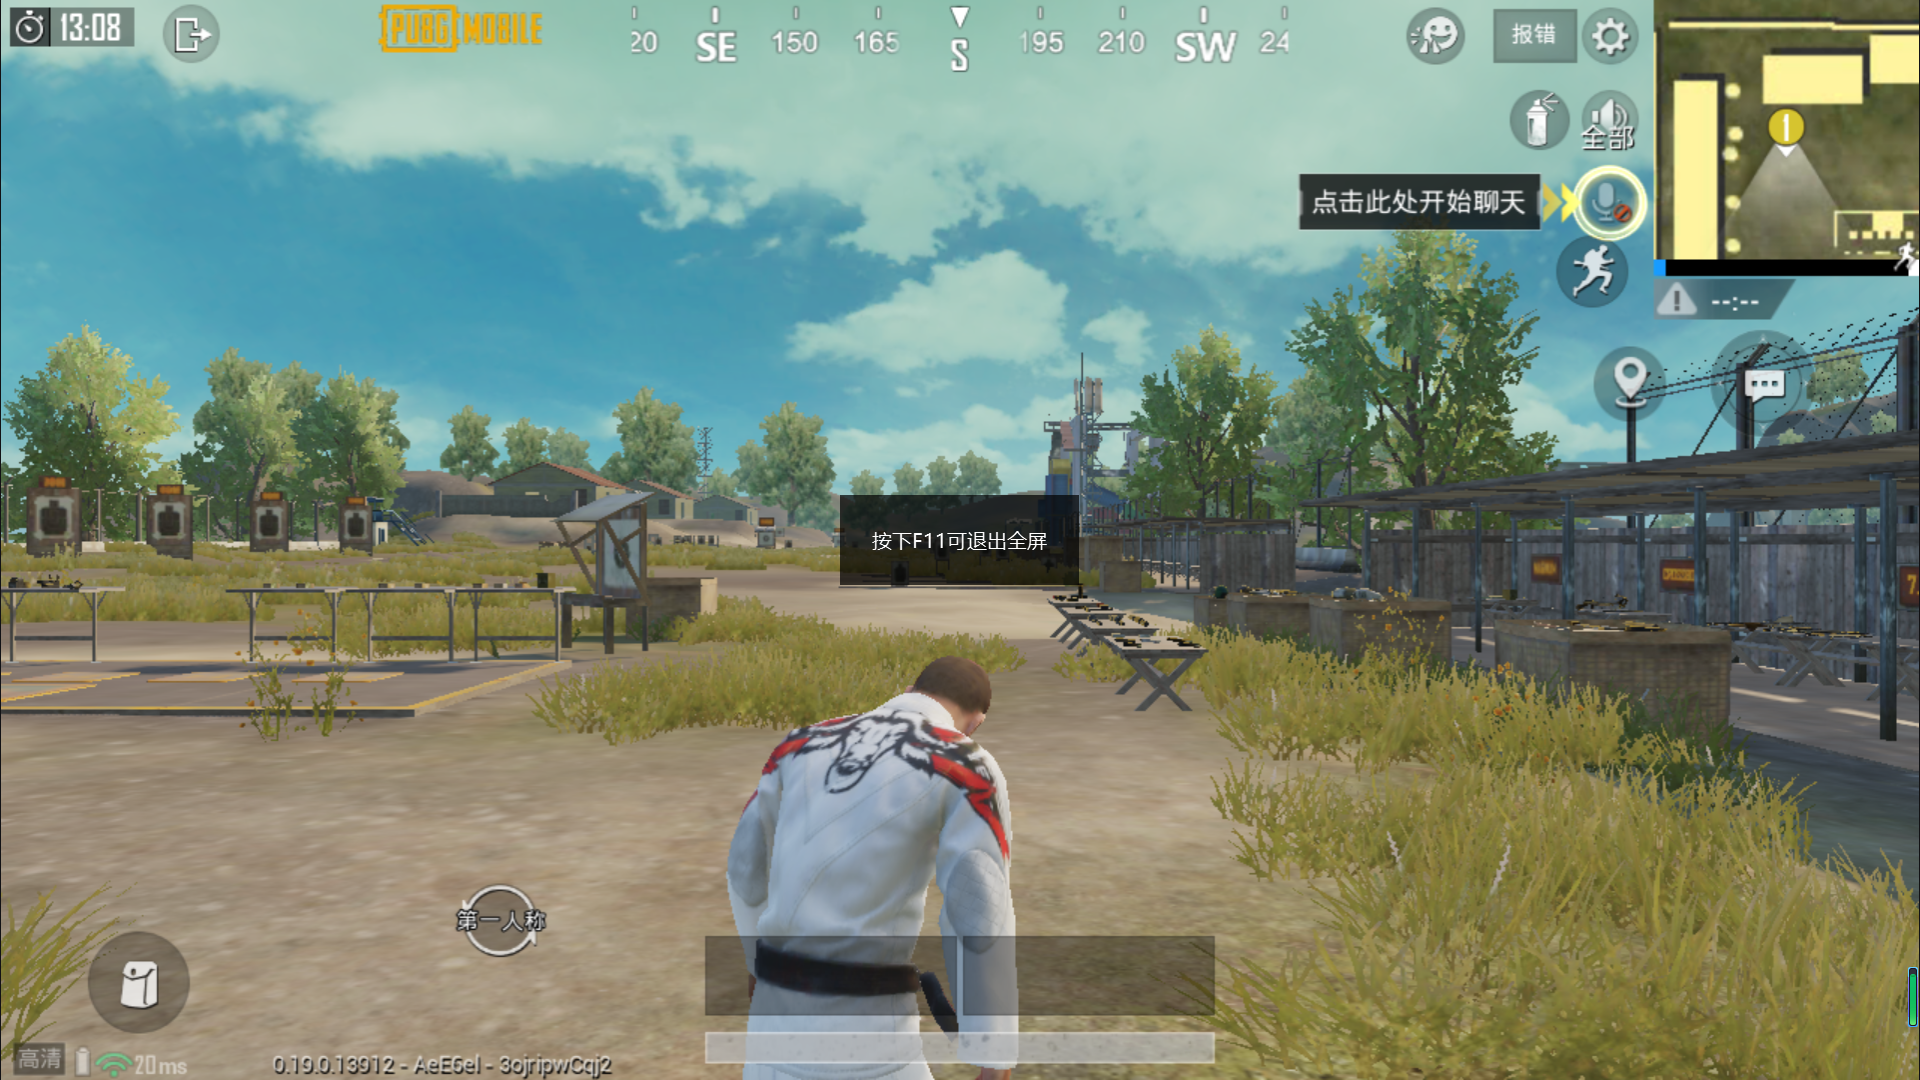 13:08
PUBG MOBILE
20 SE 150 165 S 195 210 SW 24
报错
全部
点击此处开始聊天
1
--:--
按下F11可退出全屏
第一人称
高清
20ms
0.19.0.13912 - AeE6el - 3ojripwCqj2